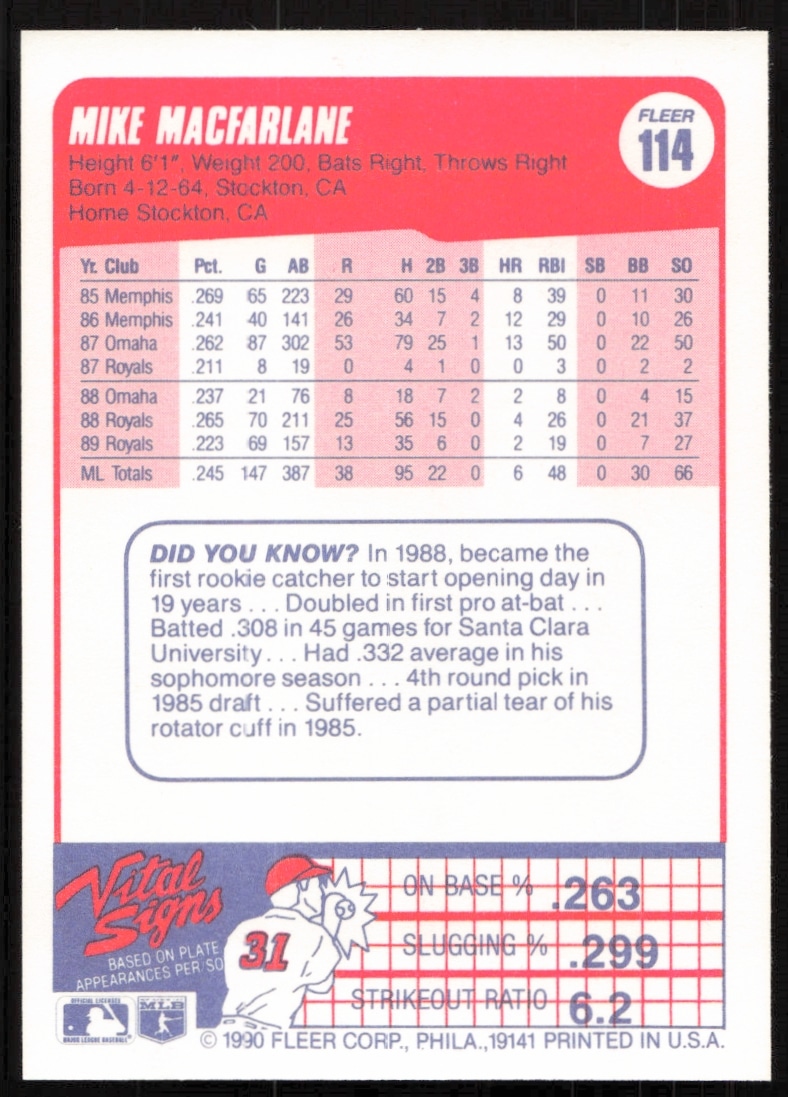 MIKE MACFARLANE
FLEER
114
Height 6'1", Weight 200, Bats Right, Throws Right
Born 4-12-64, Stockton, CA
Home Stockton, CA
Yr. Club Pct. G AB R H 2B 3B HR RBI SB BB SO
85 Memphis .269 65 223 29 60 15 4 8 39 0 11 30
86 Memphis .241 40 141 26 34 7 2 12 29 0 10 26
87 Omaha .262 87 302 53 79 25 1 13 50 0 22 50
87 Royals .211 8 19 0 4 1 0 0 3 0 2 2
88 Omaha .237 21 76 8 18 7 2 2 8 0 4 15
88 Royals .265 70 211 25 56 15 0 4 26 0 21 37
89 Royals .223 69 157 13 35 6 0 2 19 0 7 27
ML Totals .245 147 387 38 95 22 0 6 48 0 30 66
DID YOU KNOW? In 1988, became the
first rookie catcher to start opening day in
19 years . . . Doubled in first pro at-bat . . .
Batted .308 in 45 games for Santa Clara
University . . . Had .332 average in his
sophomore season . . . 4th round pick in
1985 draft . . . Suffered a partial tear of his
rotator cuff in 1985.
Vital
Signs
BASED ON PLATE
APPEARANCES PER/SO
31
ON BASE % .263
SLUGGING % .299
STRIKEOUT RATIO 6.2
OFFICIAL LICENSEE
MAJOR LEAGUE BASEBALL
MLB
© 1990 FLEER CORP., PHILA.,19141 PRINTED IN U.S.A.